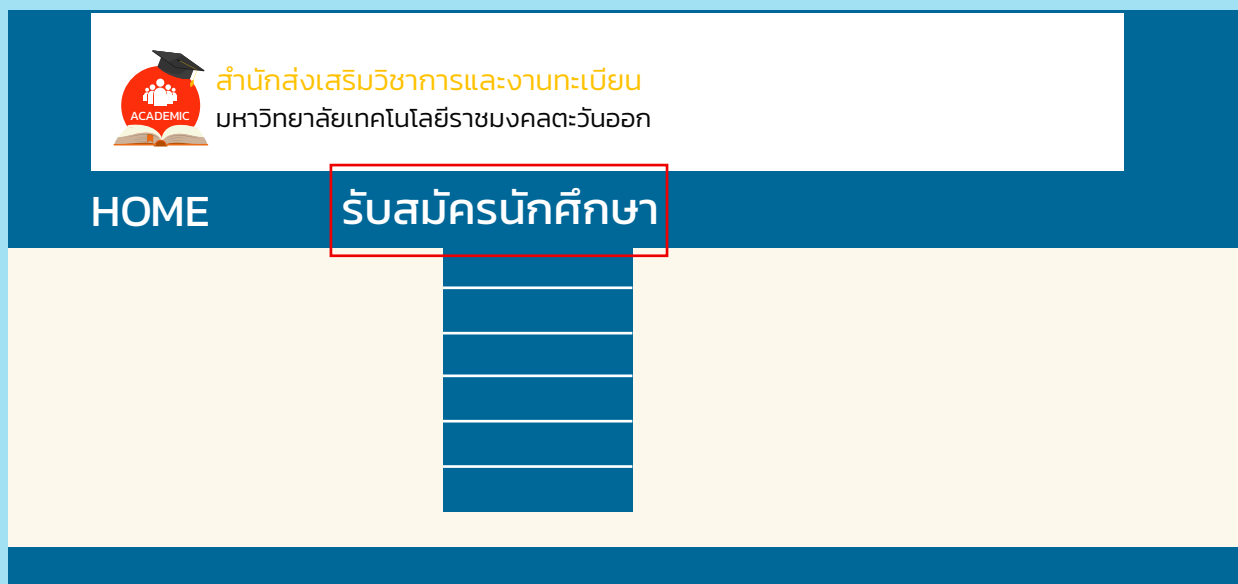 สำนักส่งเสริมวิชาการและงานทะเบียน
ACADEMIC
มหาวิทยาลัยเทคโนโลยีราชมงคลตะวันออก
HOME
รับสมัครนักศึกษา